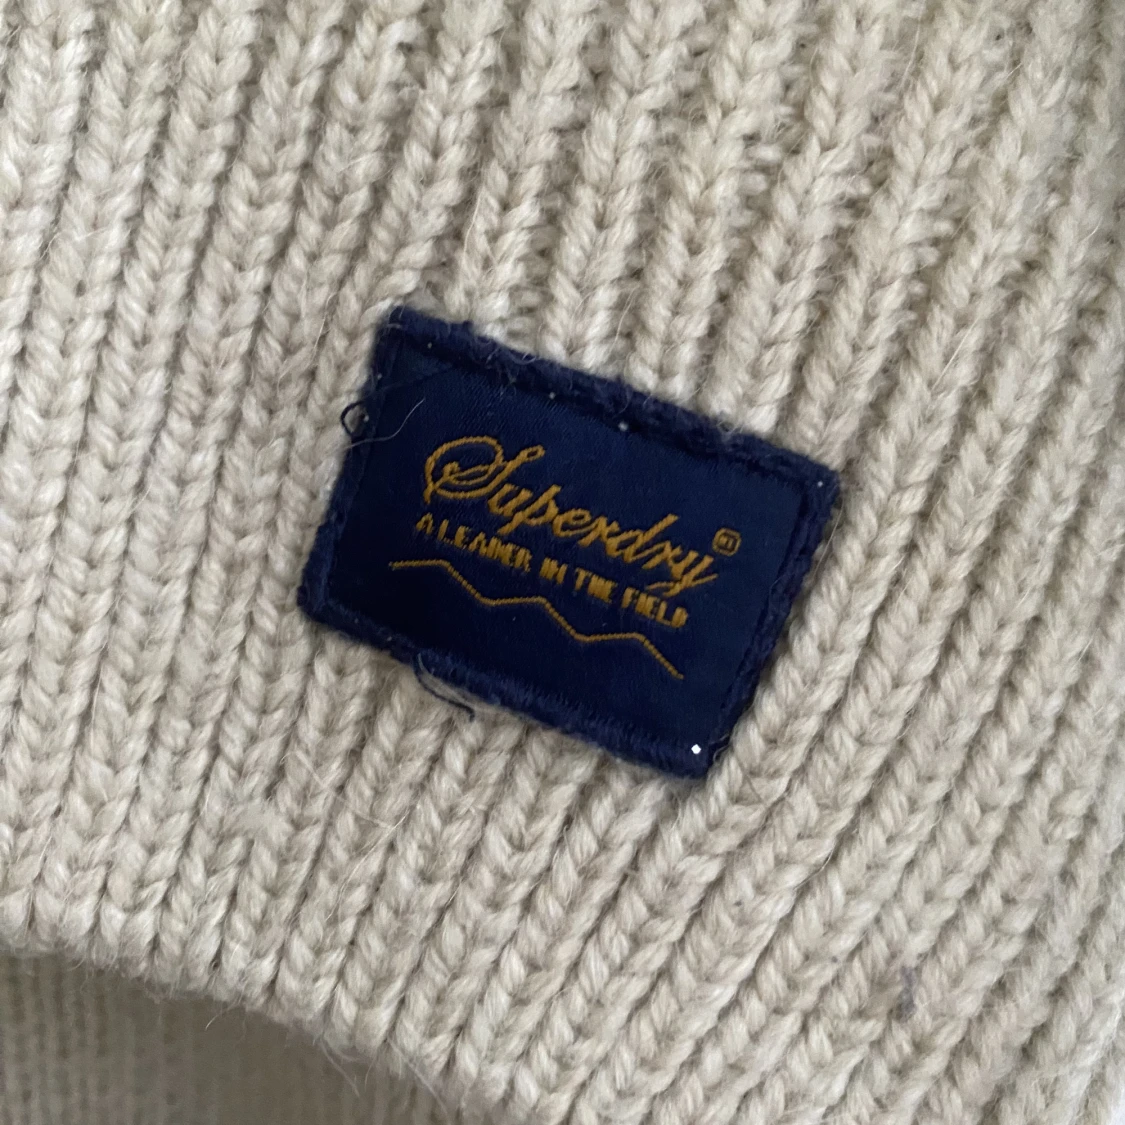 Superdry
A LEADER IN THE FIELD